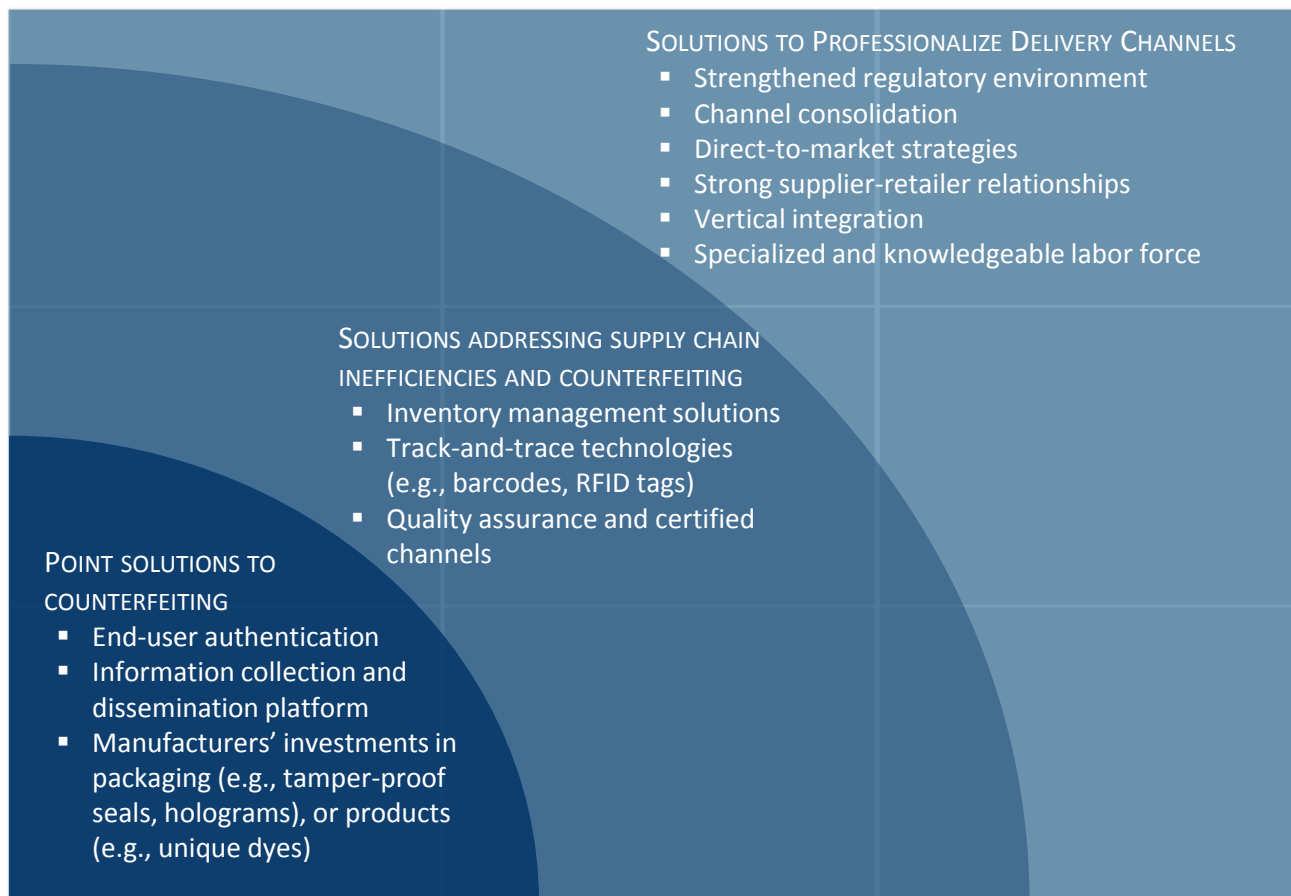 SOLUTIONS TO PROFESSIONALIZE DELIVERY CHANNELS
▪ Strengthened regulatory environment
▪ Channel consolidation
▪ Direct-to-market strategies
▪ Strong supplier-retailer relationships
▪ Vertical integration
▪ Specialized and knowledgeable labor force
SOLUTIONS ADDRESSING SUPPLY CHAIN
INEFFICIENCIES AND COUNTERFEITING
▪ Inventory management solutions
▪ Track-and-trace technologies
(e.g., barcodes, RFID tags)
▪ Quality assurance and certified
channels
POINT SOLUTIONS TO
COUNTERFEITING
▪ End-user authentication
▪ Information collection and
dissemination platform
▪ Manufacturers’ investments in
packaging (e.g., tamper-proof
seals, holograms), or products
(e.g., unique dyes)